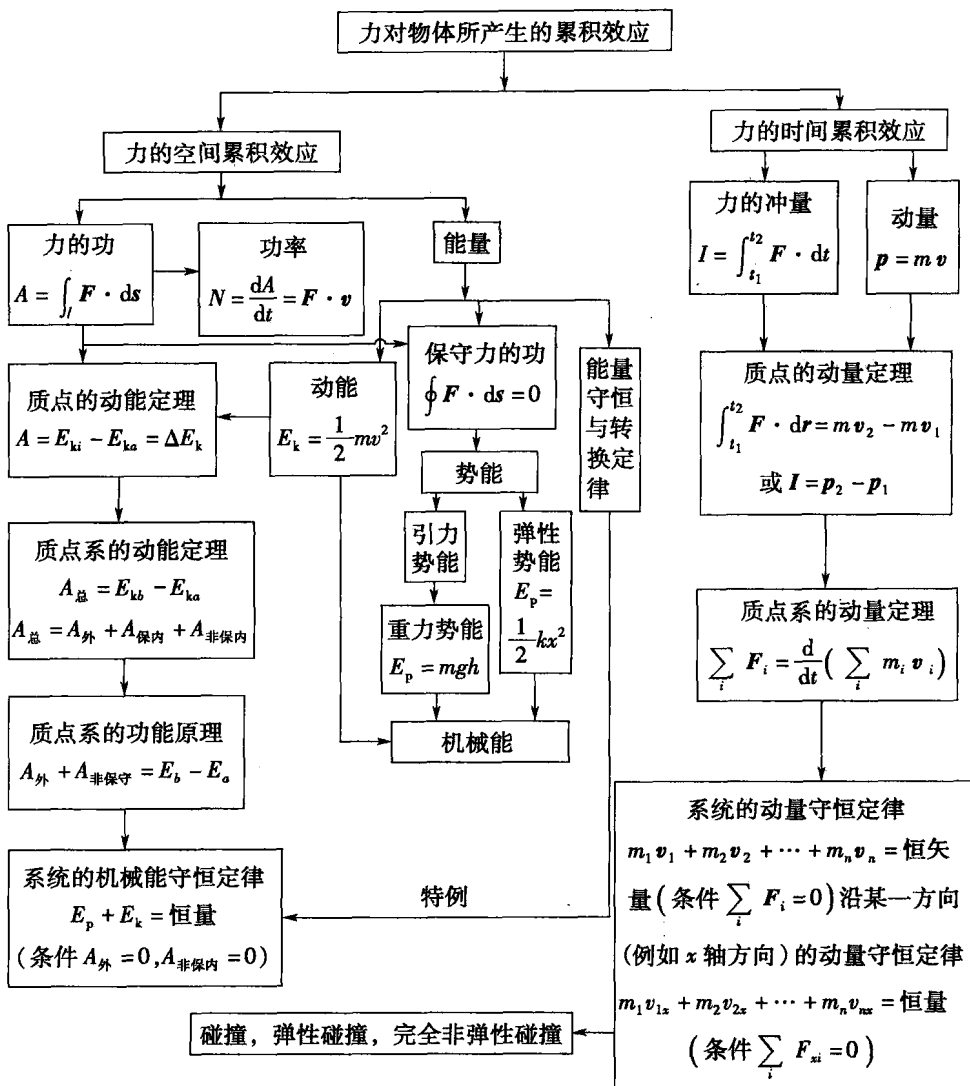 力对物体所产生的累积效应
力的空间累积效应
力的时间累积效应
力的功
A = ∫_l F · ds
功率
N = dA/dt = F · v
能量
力的冲量
I = ∫_{t_1}^{t_2} F · dt
动量
p = m v
质点的动能定理
A = E_{ki} − E_{ka} = ΔE_k
动能
E_k = 1/2 mv^2
保守力的功
∮ F · ds = 0
能量
守恒
与转
换定
律
质点的动量定理
∫_{t_1}^{t_2} F · dr = m v_2 − m v_1
或 I = p_2 − p_1
势能
引力
势能
弹性
势能
E_p =
1/2 kx^2
重力势能
E_p = mgh
机械能
质点系的动能定理
A_总 = E_{kb} − E_{ka}
A_总 = A_外 + A_保内 + A_非保内
质点系的功能原理
A_外 + A_非保守 = E_b − E_a
系统的机械能守恒定律
E_p + E_k = 恒量
(条件 A_外 = 0, A_非保内 = 0)
特例
质点系的动量定理
∑_i F_i = d/dt ( ∑_i m_i v_i )
系统的动量守恒定律
m_1 v_1 + m_2 v_2 + ⋯ + m_n v_n = 恒矢
量 ( 条件 ∑_i F_i = 0 ) 沿某一方向
(例如 x 轴方向) 的动量守恒定律
m_1 v_{1x} + m_2 v_{2x} + ⋯ + m_n v_{nx} = 恒量
( 条件 ∑_i F_{xi} = 0 )
碰撞，弹性碰撞，完全非弹性碰撞